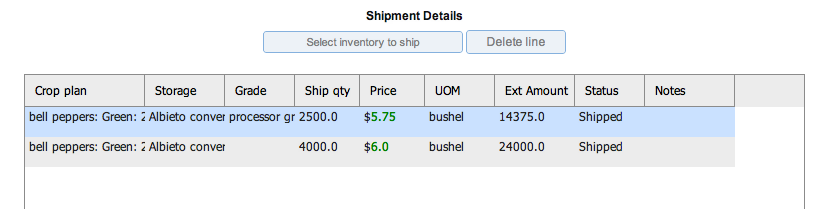 Shipment Details
Select inventory to ship Delete line
Crop plan Storage Grade Ship qty Price UOM Ext Amount Status Notes
bell peppers: Green: 2 Albieto conver processor gr 2500.0 $5.75 bushel 14375.0 Shipped
bell peppers: Green: 2 Albieto conver 4000.0 $6.0 bushel 24000.0 Shipped